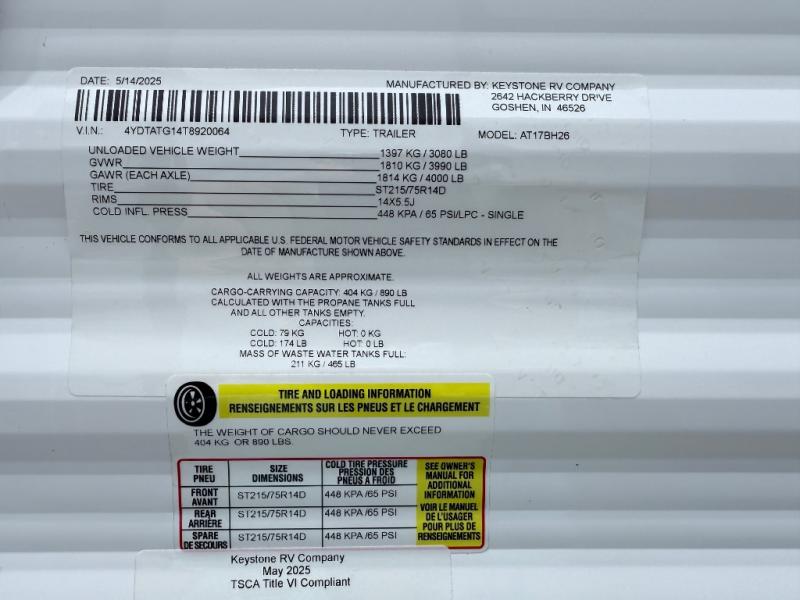 DATE: 5/14/2025
MANUFACTURED BY: KEYSTONE RV COMPANY
2642 HACKBERRY DRIVE
GOSHEN, IN 46526
V.I.N.: 4YDTATG14T8920064 TYPE: TRAILER MODEL: AT17BH26
UNLOADED VEHICLE WEIGHT 1397 KG / 3080 LB
GVWR 1810 KG / 3990 LB
GAWR (EACH AXLE) 1814 KG / 4000 LB
TIRE ST215/75R14D
RIMS 14X5.5J
COLD INFL. PRESS 448 KPA / 65 PSI/LPC - SINGLE
THIS VEHICLE CONFORMS TO ALL APPLICABLE U.S. FEDERAL MOTOR VEHICLE SAFETY STANDARDS IN EFFECT ON THE
DATE OF MANUFACTURE SHOWN ABOVE.
ALL WEIGHTS ARE APPROXIMATE.
CARGO-CARRYING CAPACITY: 404 KG / 890 LB
CALCULATED WITH THE PROPANE TANKS FULL
AND ALL OTHER TANKS EMPTY.
CAPACITIES:
COLD: 79 KG HOT: 0 KG
COLD: 174 LB HOT: 0 LB
MASS OF WASTE WATER TANKS FULL:
211 KG / 465 LB
TIRE AND LOADING INFORMATION
RENSEIGNEMENTS SUR LES PNEUS ET LE CHARGEMENT
THE WEIGHT OF CARGO SHOULD NEVER EXCEED
404 KG OR 890 LBS.
TIRE
PNEU
SIZE
DIMENSIONS
COLD TIRE PRESSURE
PRESSION DES
PNEUS A FROID
FRONT
AVANT
ST215/75R14D
448 KPA /65 PSI
REAR
ARRIÈRE
ST215/75R14D
448 KPA /65 PSI
SPARE
DE SECOURS
ST215/75R14D
448 KPA /65 PSI
SEE OWNER'S
MANUAL FOR
ADDITIONAL
INFORMATION
VOIR LE MANUEL
DE L'USAGER
POUR PLUS DE
RENSEIGNEMENTS
Keystone RV Company
May 2025
TSCA Title VI Compliant